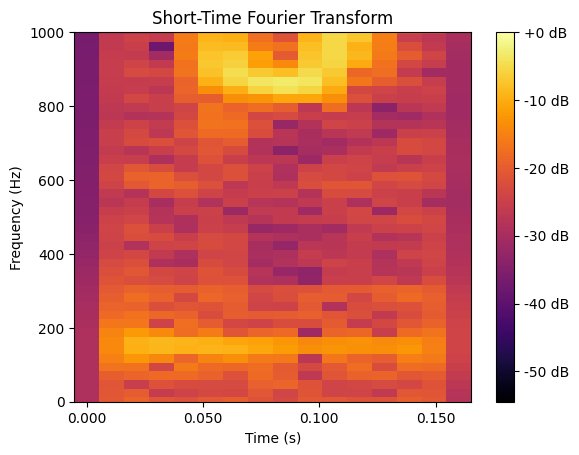 Short-Time Fourier Transform
1000
800
600
400
200
0
Frequency (Hz)
0.000
0.050
0.100
0.150
Time (s)
+0 dB
-10 dB
-20 dB
-30 dB
-40 dB
-50 dB